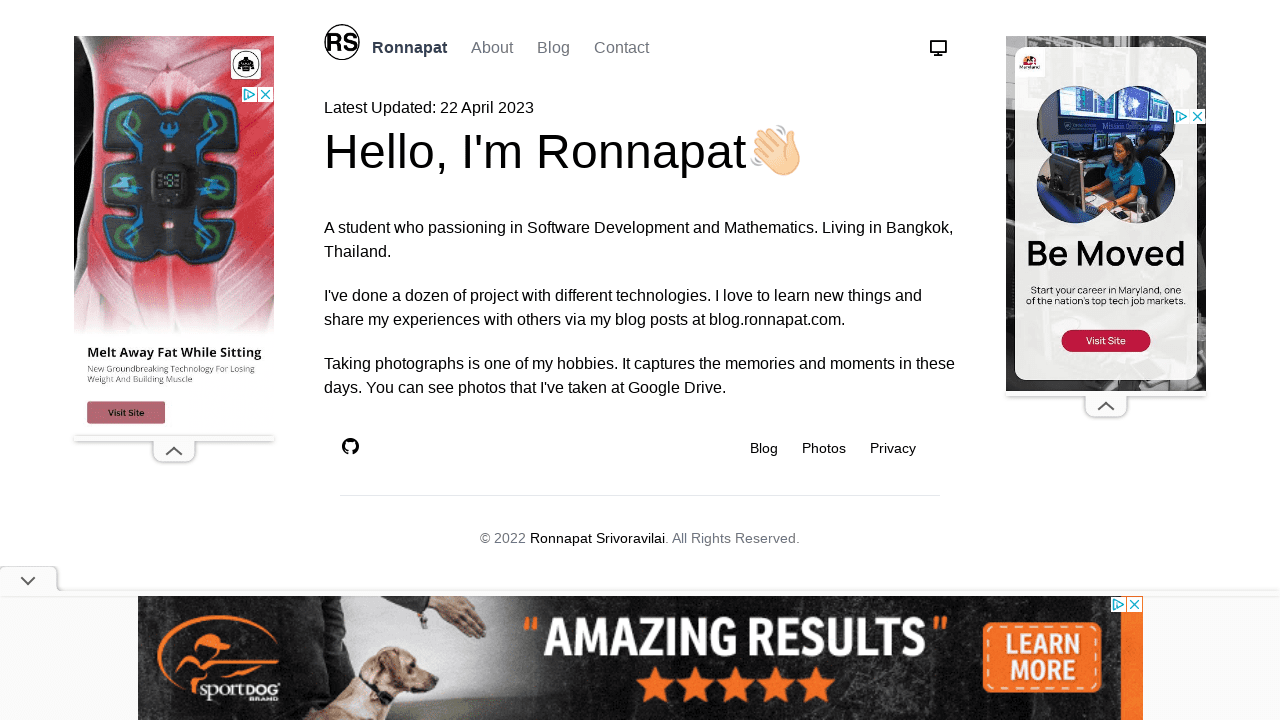 RS
Ronnapat About Blog Contact
Latest Updated: 22 April 2023
Hello, I'm Ronnapat👋🏻
A student who passioning in Software Development and Mathematics. Living in Bangkok,
Thailand.
I've done a dozen of project with different technologies. I love to learn new things and
share my experiences with others via my blog posts at blog.ronnapat.com.
Taking photographs is one of my hobbies. It captures the memories and moments in these
days. You can see photos that I've taken at Google Drive.
Blog Photos Privacy
© 2022 Ronnapat Srivoravilai. All Rights Reserved.
Melt Away Fat While Sitting
New Groundbreaking Technology For Losing
Weight And Building Muscle
Visit Site
Maryland
Be Moved
Start your career in Maryland, one
of the nation's top tech job markets.
Visit Site
SPORTDOG
BRAND
"AMAZING RESULTS"
LEARN
MORE